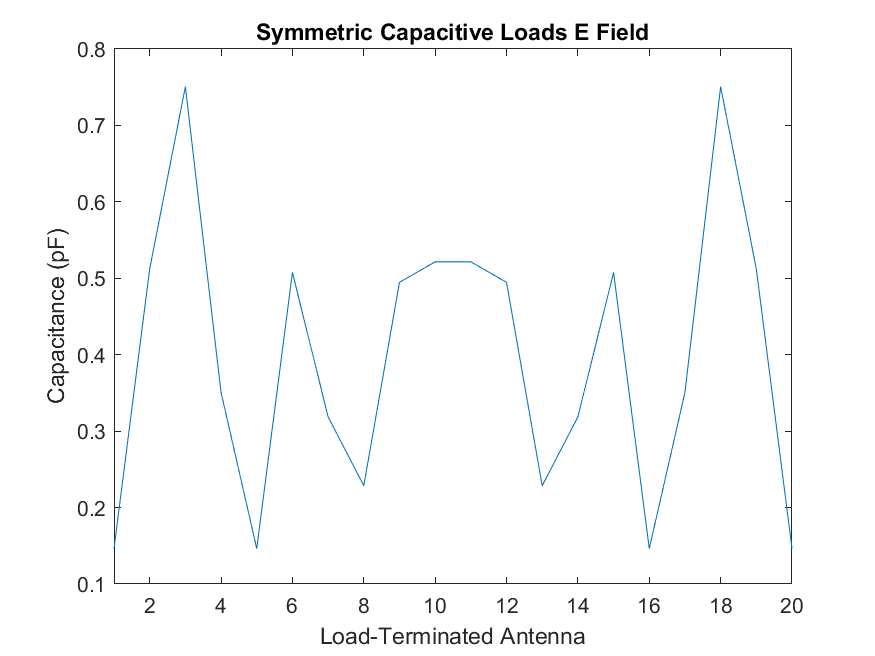 Symmetric Capacitive Loads E Field
0.8
0.7
0.6
0.5
0.4
0.3
0.2
0.1
Capacitance (pF)
2 4 6 8 10 12 14 16 18 20
Load-Terminated Antenna